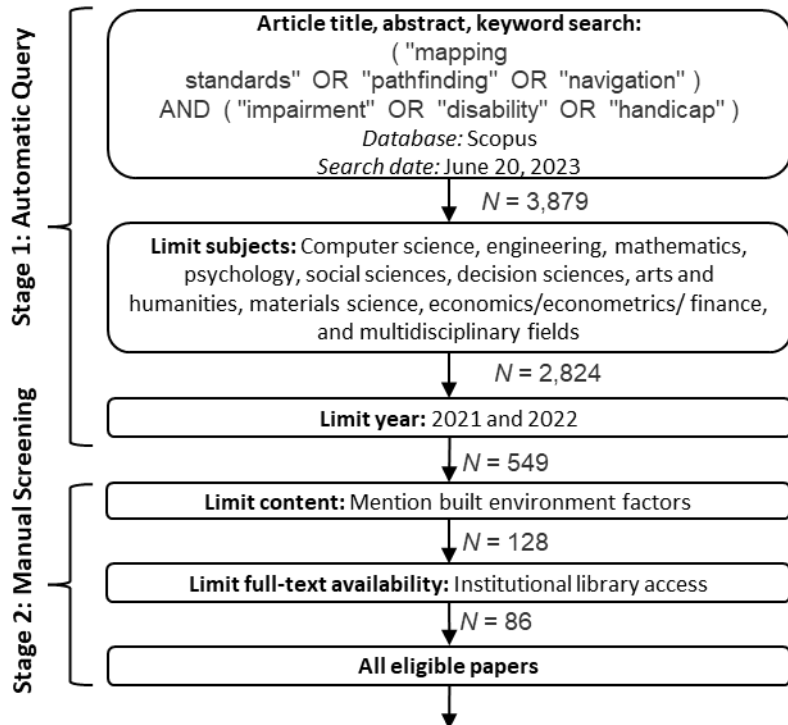 Stage 1: Automatic Query
Article title, abstract, keyword search:
( "mapping
standards" OR "pathfinding" OR "navigation" )
AND ( "impairment" OR "disability" OR "handicap" )
Database: Scopus
Search date: June 20, 2023
N = 3,879
Limit subjects: Computer science, engineering, mathematics,
psychology, social sciences, decision sciences, arts and
humanities, materials science, economics/econometrics/ finance,
and multidisciplinary fields
N = 2,824
Limit year: 2021 and 2022
N = 549
Stage 2: Manual Screening
Limit content: Mention built environment factors
N = 128
Limit full-text availability: Institutional library access
N = 86
All eligible papers